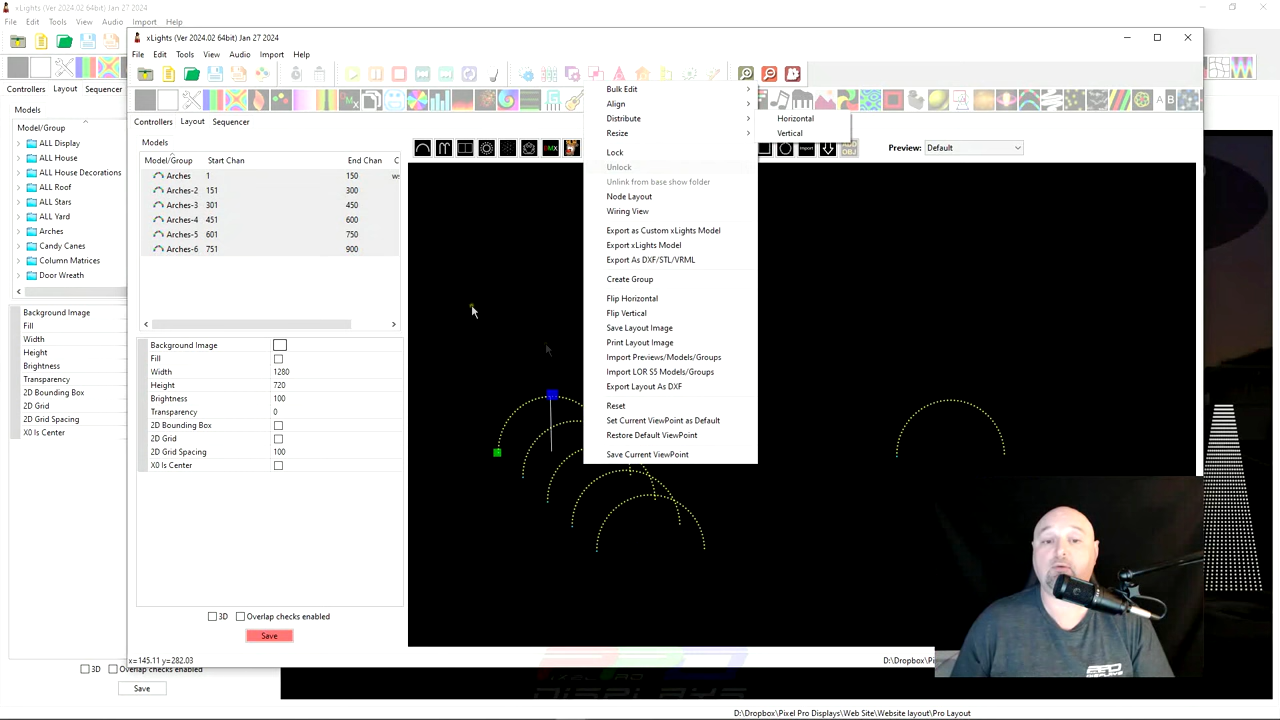 xLights (Ver 2024.02 64bit) Jan 27 2024
File Edit Tools View Audio Import Help
Controllers Layout Sequencer
Models
Model/Group
ALL Display
ALL House
ALL House Decorations
ALL Roof
ALL Stars
ALL Yard
Arches
Candy Canes
Column Matrices
Door Wreath
Background Image
Fill
Width
Height
Brightness
Transparency
2D Bounding Box
2D Grid
2D Grid Spacing
X0 Is Center
3D Overlap checks enabled
Save
D:\Dropbox\Pixel Pro Displays\Web Site\Website layout\Pro Layout
xLights (Ver 2024.02 64bit) Jan 27 2024
File Edit Tools View Audio Import Help
Controllers Layout Sequencer
Models
Model/Group Start Chan End Chan C
Arches 1 150 ws
Arches-2 151 300
Arches-3 301 450
Arches-4 451 600
Arches-5 601 750
Arches-6 751 900
Background Image
Fill
Width 1280
Height 720
Brightness 100
Transparency 0
2D Bounding Box
2D Grid
2D Grid Spacing 100
X0 Is Center
3D Overlap checks enabled
Save
x=145.11 y=282.03
D:\Dropbox\Pi
DMX
Preview: Default
Bulk Edit
Align
Distribute
Resize
Lock
Unlock
Unlink from base show folder
Node Layout
Wiring View
Export as Custom xLights Model
Export xLights Model
Export As DXF/STL/VRML
Create Group
Flip Horizontal
Flip Vertical
Save Layout Image
Print Layout Image
Import Previews/Models/Groups
Import LOR S5 Models/Groups
Export Layout As DXF
Reset
Set Current ViewPoint as Default
Restore Default ViewPoint
Save Current ViewPoint
Horizontal
Vertical
DISPLAYS